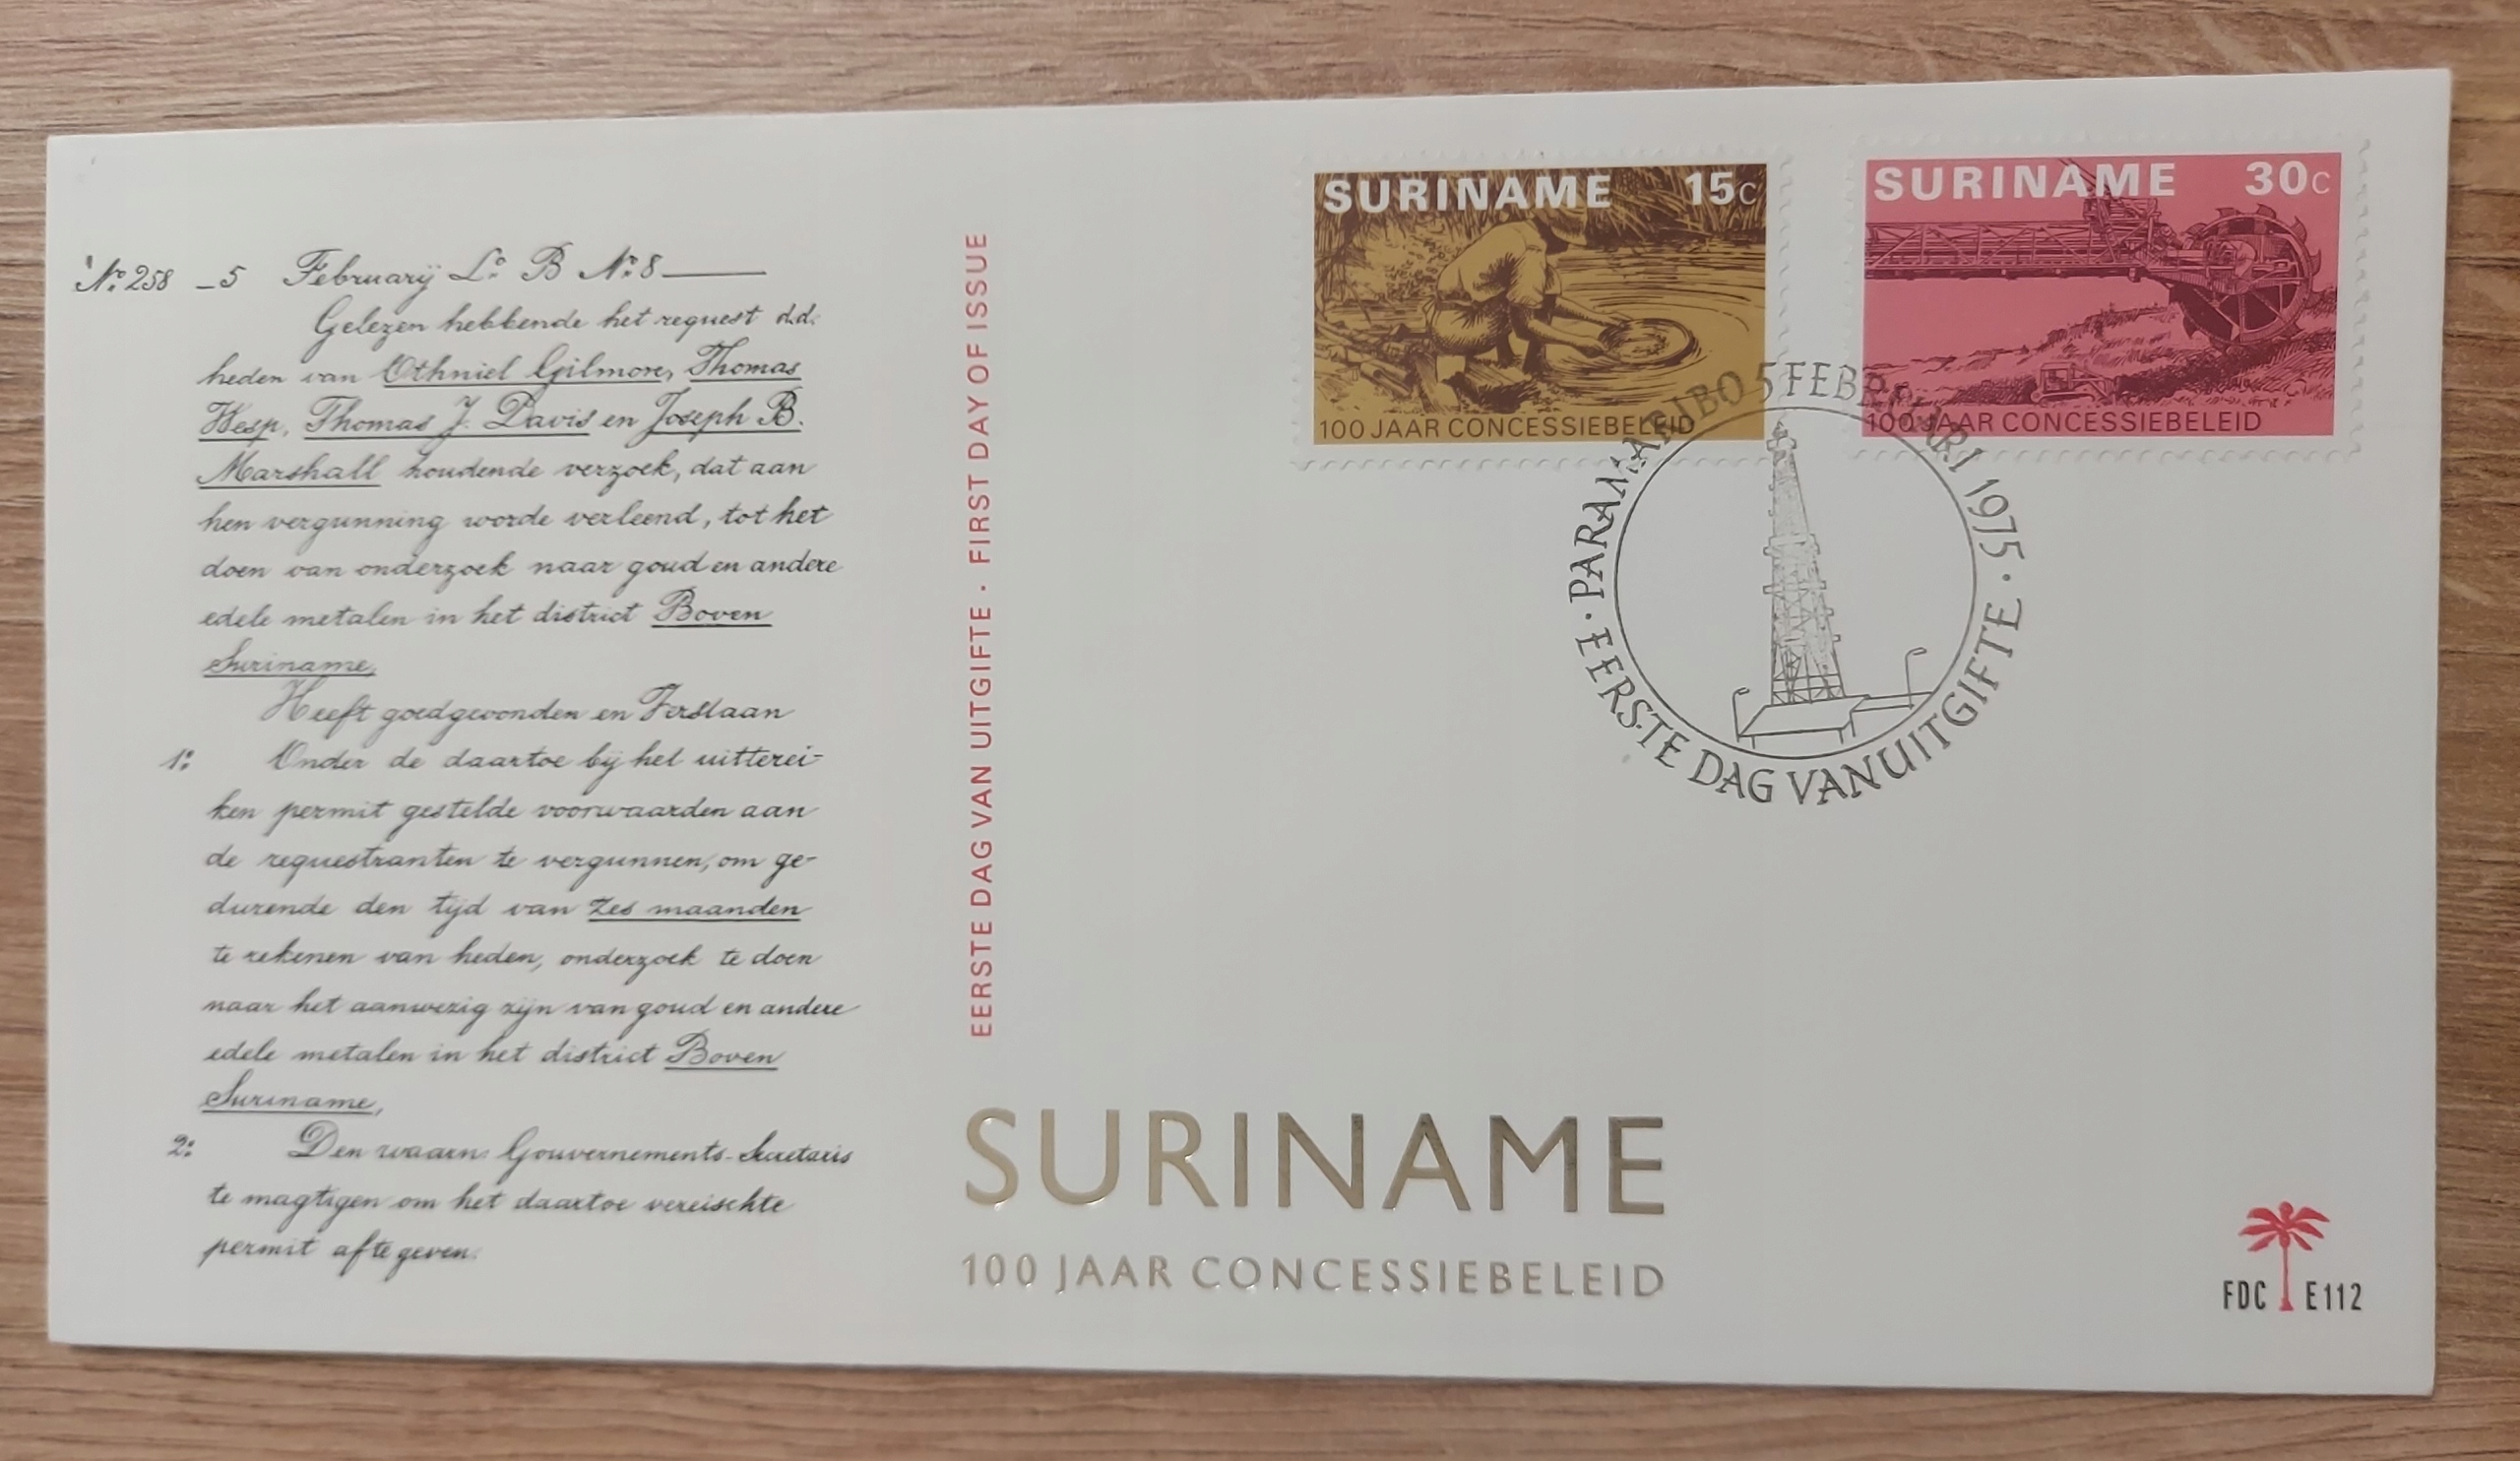 Nº 258 _ 5 Februarij Lº B Nº 8
Gelezen hebbende het request d.d.
heden van Othniel Gilmore, Thomas
Hesp, Thomas J. Davis en Joseph B.
Marshall houdende verzoek, dat aan
hen vergunning worde verleend, tot het
doen van onderzoek naar goud en andere
edele metalen in het district Boven
Suriname,
Heeft goedgevonden en Verstaan
1º: Onder de daartoe bij het uitterei-
ken permit gestelde voorwaarden aan
de requestranten te vergunnen, om ge-
durende den tijd van zes maanden
te rekenen van heden, onderzoek te doen
naar het aanwezig zijn van goud en andere
edele metalen in het district Boven
Suriname,
2º: Den waarn: Gouvernements-Secretaris
te magtigen om het daartoe vereischte
permit af te geven.
EERSTE DAG VAN UITGIFTE · FIRST DAY OF ISSUE
SURINAME 15c
100 JAAR CONCESSIEBELEID
SURINAME 30c
100 JAAR CONCESSIEBELEID
· PARAMARIBO 5 FEBRUARI 1975 ·
EERSTE DAG VAN UITGIFTE
SURINAME
100 JAAR CONCESSIEBELEID
FDC E112